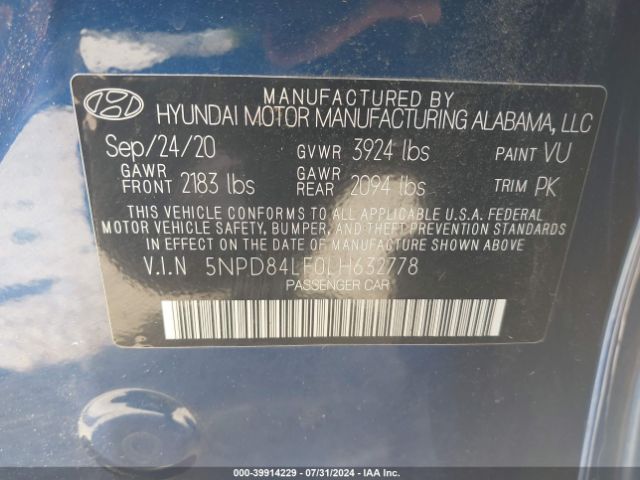 MANUFACTURED BY
HYUNDAI MOTOR MANUFACTURING ALABAMA, LLC
Sep/24/20 GVWR 3924 lbs PAINT VU
GAWR FRONT 2183 lbs GAWR REAR 2094 lbs TRIM PK
THIS VEHICLE CONFORMS TO ALL APPLICABLE U.S.A. FEDERAL
MOTOR VEHICLE SAFETY, BUMPER, AND THEFT PREVENTION STANDARDS
IN EFFECT ON THE DATE OF MANUFACTURE SHOWN ABOVE.
V.I.N 5NPD84LF0LH632778
PASSENGER CAR
000-39914229 - 07/31/2024 - IAA Inc.